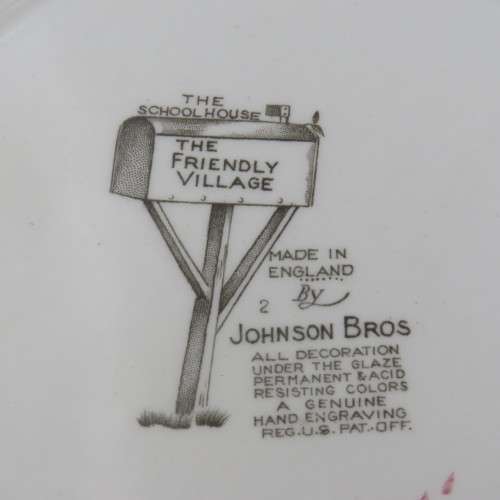 THE
SCHOOLHOUSE
THE
FRIENDLY
VILLAGE
MADE IN
ENGLAND
By
2
JOHNSON BROS
ALL DECORATION
UNDER THE GLAZE
PERMANENT & ACID
RESISTING COLORS
A GENUINE
HAND ENGRAVING
REG. U.S. PAT. OFF.